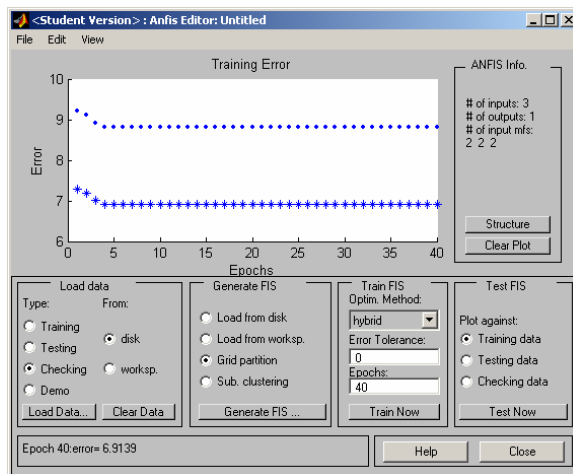 <Student Version> : Anfis Editor: Untitled
File Edit View
Training Error
10
9
8
7
6
Error
0 5 10 15 20 25 30 35 40
Epochs
ANFIS Info.
# of inputs: 3
# of outputs: 1
# of input mfs:
2 2 2
Structure
Clear Plot
Load data
Type: From:
Training
Testing
Checking
Demo
disk
worksp.
Load Data... Clear Data
Generate FIS
Load from disk
Load from worksp.
Grid partition
Sub. clustering
Generate FIS ...
Train FIS
Optim. Method:
hybrid
Error Tolerance:
0
Epochs:
40
Train Now
Test FIS
Plot against:
Training data
Testing data
Checking data
Test Now
Epoch 40:error= 6.9139
Help Close